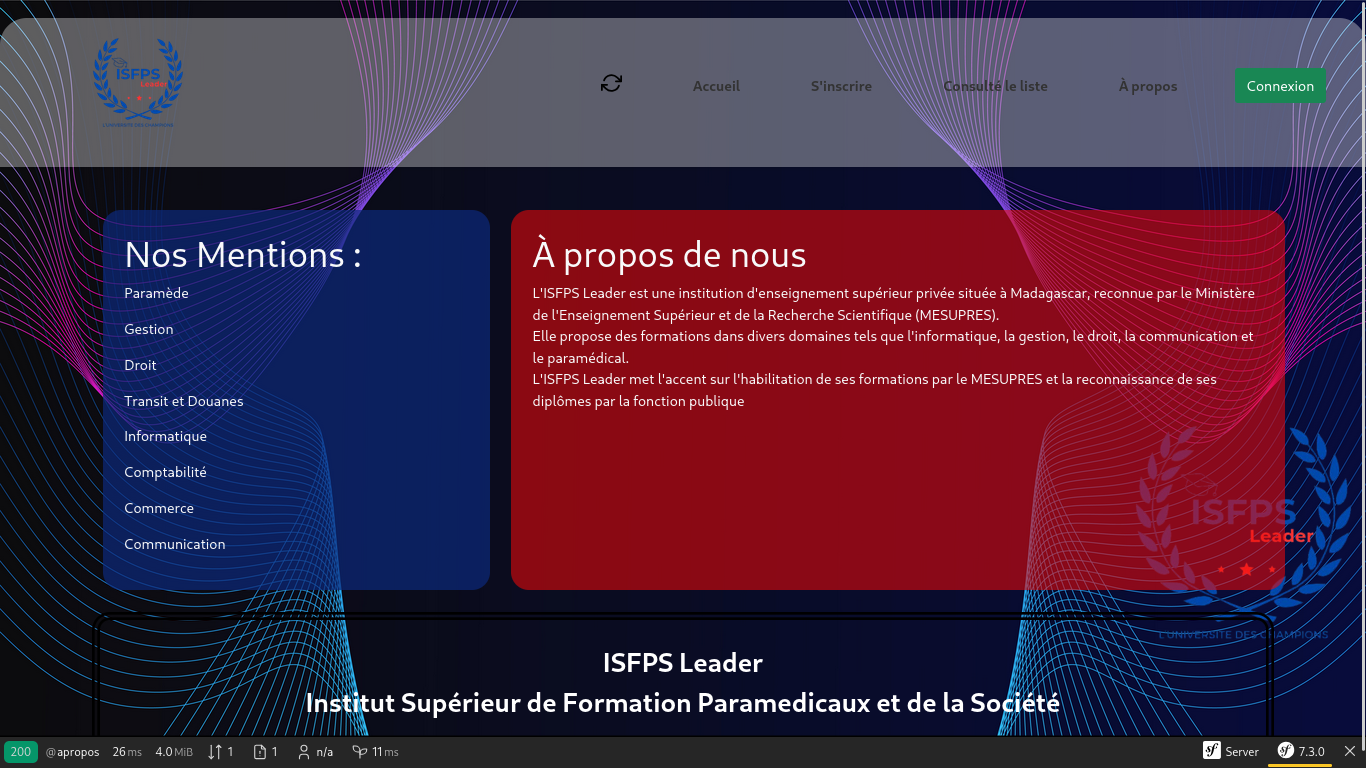 ISFPS
Leader
L'UNIVERSITE DES CHAMPIONS
Accueil
S'inscrire
Consulté le liste
À propos
Connexion
Nos Mentions :
Paramède
Gestion
Droit
Transit et Douanes
Informatique
Comptabilité
Commerce
Communication
À propos de nous
L'ISFPS Leader est une institution d'enseignement supérieur privée située à Madagascar, reconnue par le Ministère
de l'Enseignement Supérieur et de la Recherche Scientifique (MESUPRES).
Elle propose des formations dans divers domaines tels que l'informatique, la gestion, le droit, la communication et
le paramédical.
L'ISFPS Leader met l'accent sur l'habilitation de ses formations par le MESUPRES et la reconnaissance de ses
diplômes par la fonction publique
ISFPS
Leader
L'UNIVERSITE DES CHAMPIONS
ISFPS Leader
Institut Supérieur de Formation Paramedicaux et de la Société
200 @apropos 26 ms 4.0 MiB 1 1 n/a 11 ms sf Server sf 7.3.0